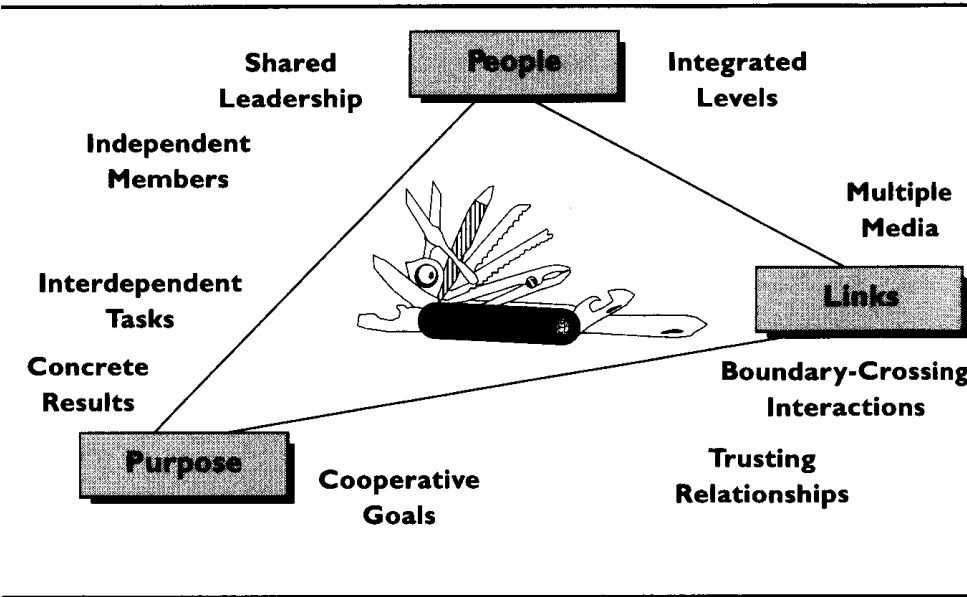 People
Shared
Leadership
Integrated
Levels
Independent
Members
Multiple
Media
Links
Interdependent
Tasks
Concrete
Results
Boundary-Crossing
Interactions
Purpose
Cooperative
Goals
Trusting
Relationships